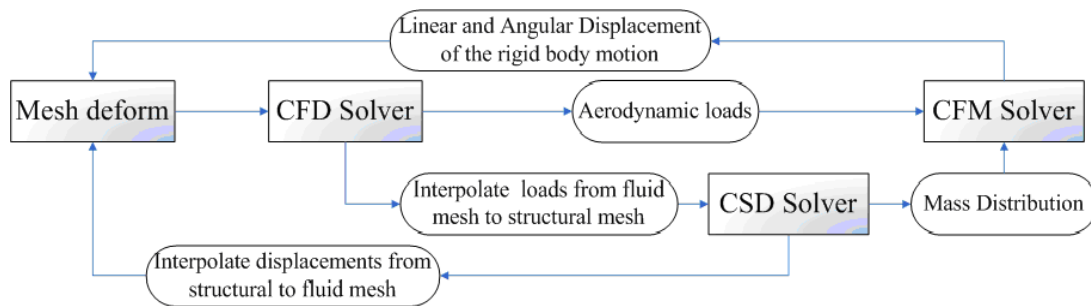 Linear and Angular Displacement
of the rigid body motion
Mesh deform
CFD Solver
Aerodynamic loads
CFM Solver
Interpolate loads from fluid
mesh to structural mesh
CSD Solver
Mass Distribution
Interpolate displacements from
structural to fluid mesh